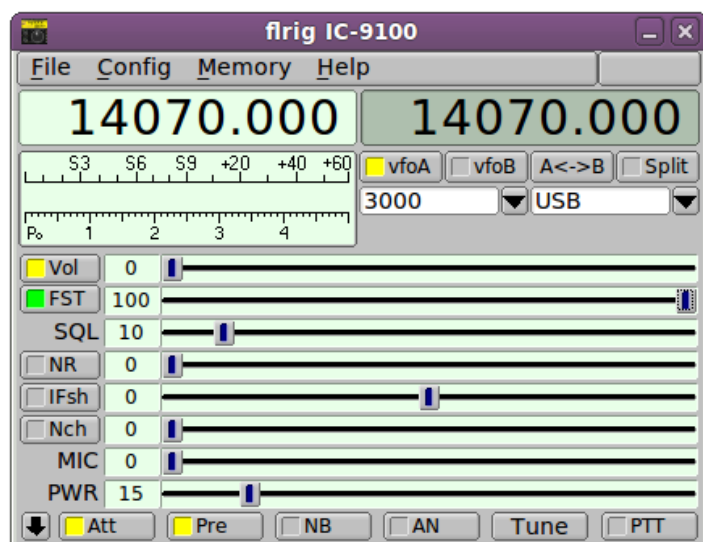 flrig IC-9100
File Config Memory Help
14070.000 14070.000
S3 S6 S9 +20 +40 +60
vfoA vfoB A<->B Split
3000 USB
Po 1 2 3 4
Vol 0
FST 100
SQL 10
NR 0
IFsh 0
Nch 0
MIC 0
PWR 15
Att Pre NB AN Tune PTT